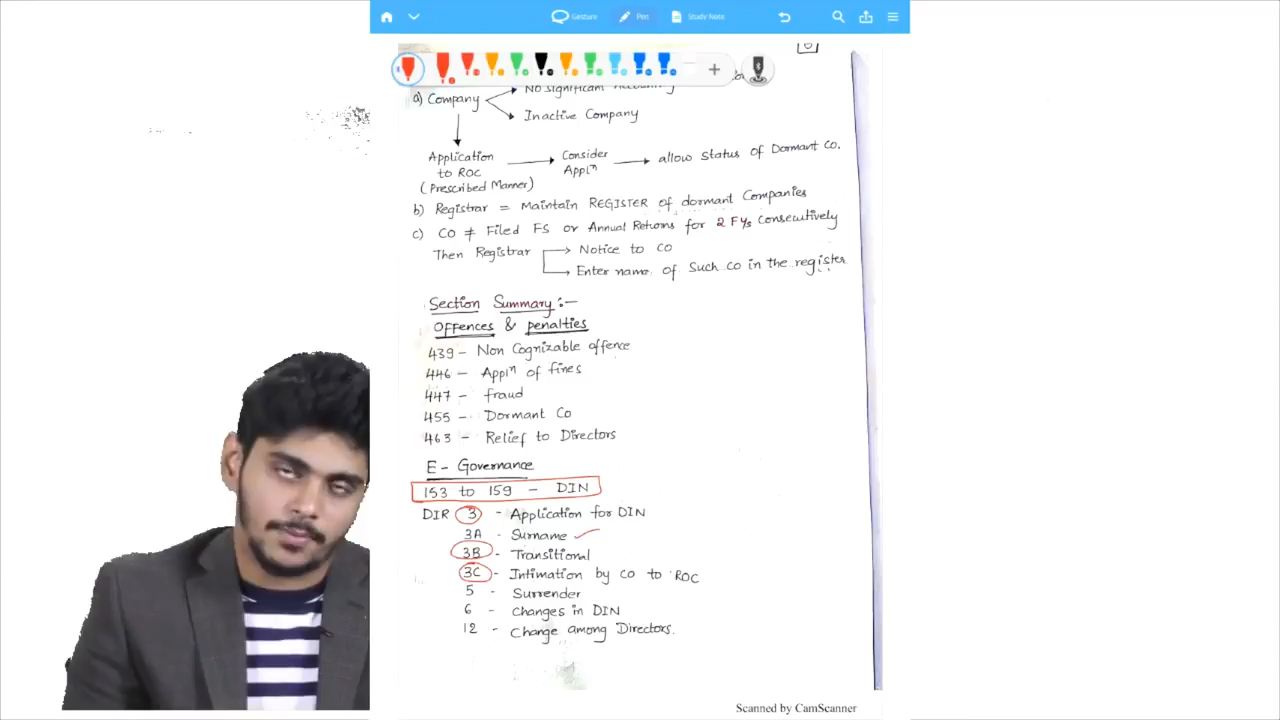 Gesture Pen Study Note
No significant
a) Company
Inactive Company
Application to ROC (Prescribed Manner) Consider Applⁿ allow Status of Dormant Co.
b) Registrar = Maintain REGISTER of dormant Companies
c) CO ≠ Filed FS or Annual Returns for 2 FYs Consecutively
Then Registrar Notice to CO
Enter name of Such Co in the register
Section Summary:-
Offences & penalties
439 - Non Cognizable offence
446 - Applⁿ of fines
447 - fraud
455 - Dormant Co
463 - Relief to Directors
E - Governance
153 to 159 - DIN
DIR 3 - Application for DIN
3A - Surname
3B - Transitional
3C - Intimation by co to ROC
5 - Surrender
6 - Changes in DIN
12 - Change among Directors.
Scanned by CamScanner